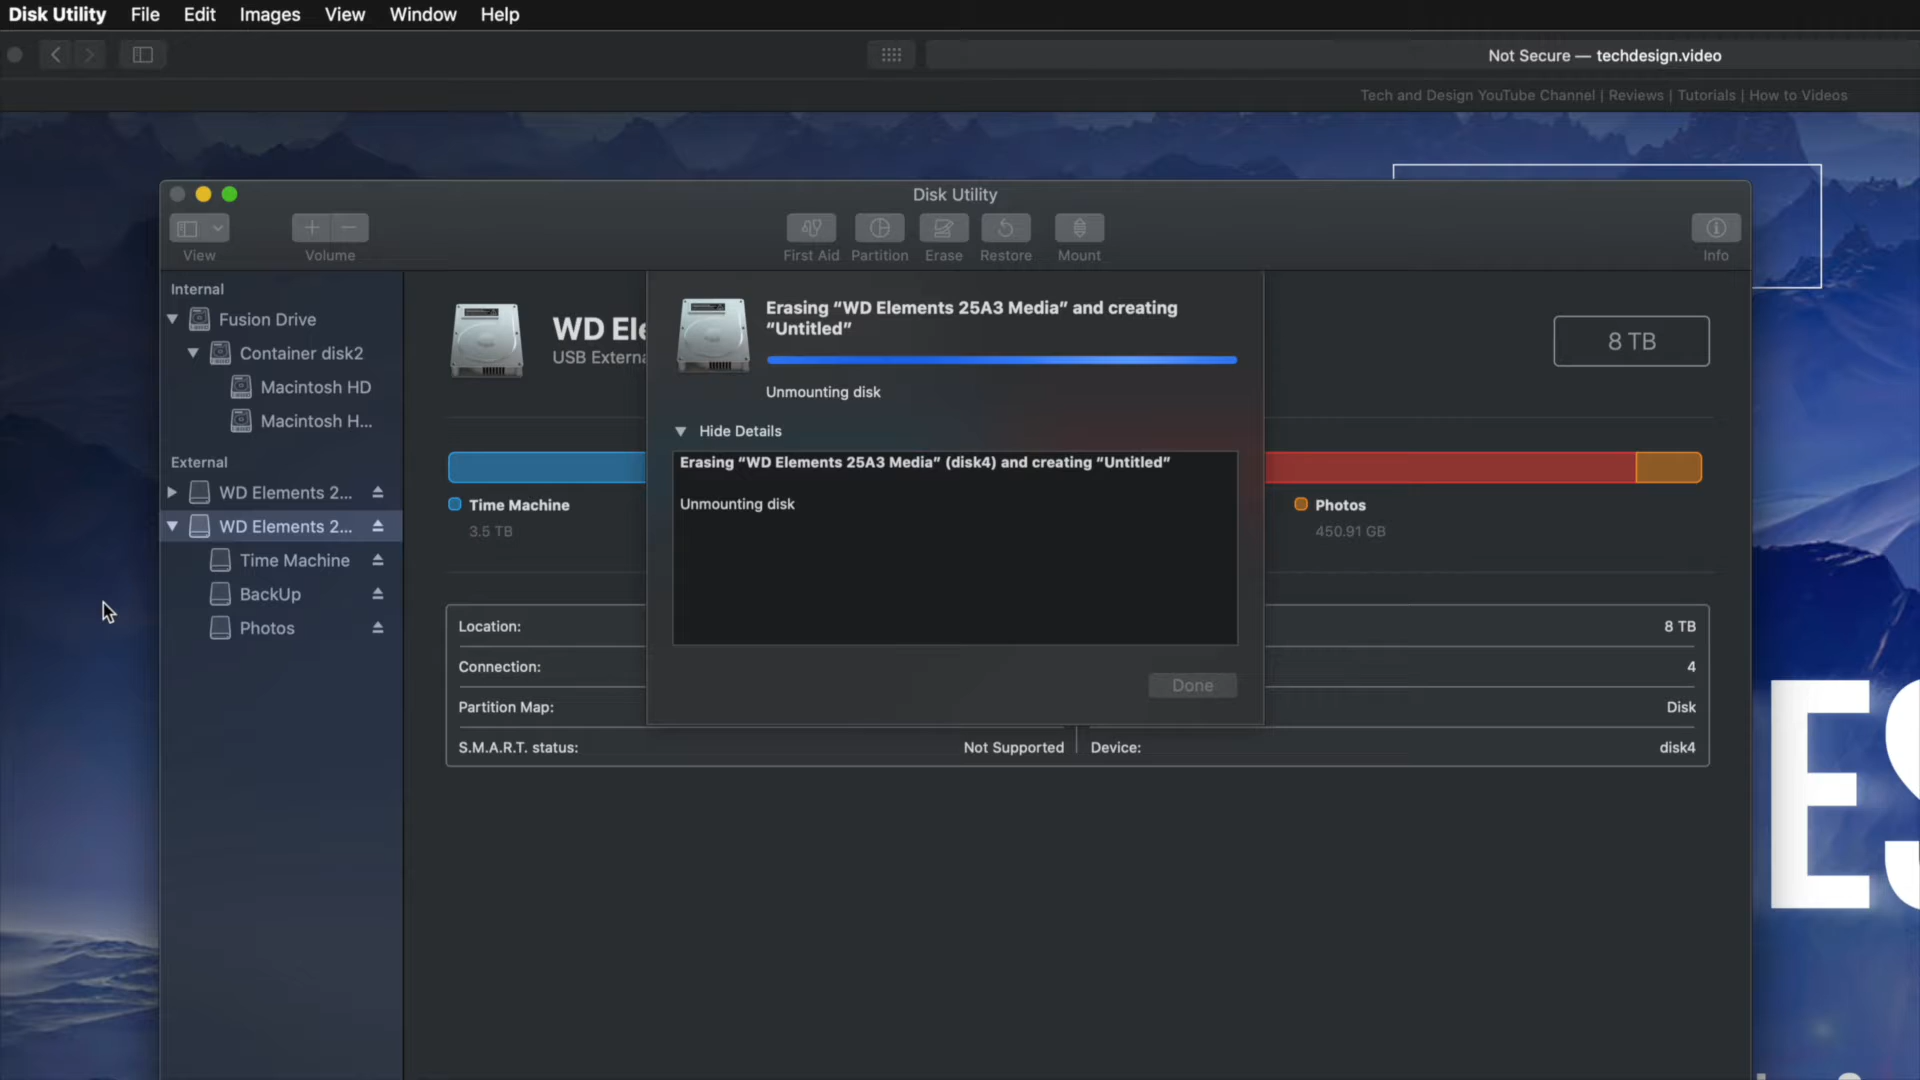 Disk Utility File Edit Images View Window Help
Not Secure — techdesign.video
Tech and Design YouTube Channel | Reviews | Tutorials | How to Videos
Disk Utility
View Volume First Aid Partition Erase Restore Mount Info
Internal
Fusion Drive
Container disk2
Macintosh HD
Macintosh H...
External
WD Elements 2...
WD Elements 2...
Time Machine
BackUp
Photos
WD Ele
USB Externa
8 TB
Erasing “WD Elements 25A3 Media” and creating
“Untitled”
Unmounting disk
Hide Details
Erasing “WD Elements 25A3 Media” (disk4) and creating “Untitled”
Unmounting disk
Done
Time Machine
3.5 TB
Photos
450.91 GB
Location:
8 TB
Connection:
4
Partition Map:
Disk
S.M.A.R.T. status: Not Supported
Device: disk4
ES